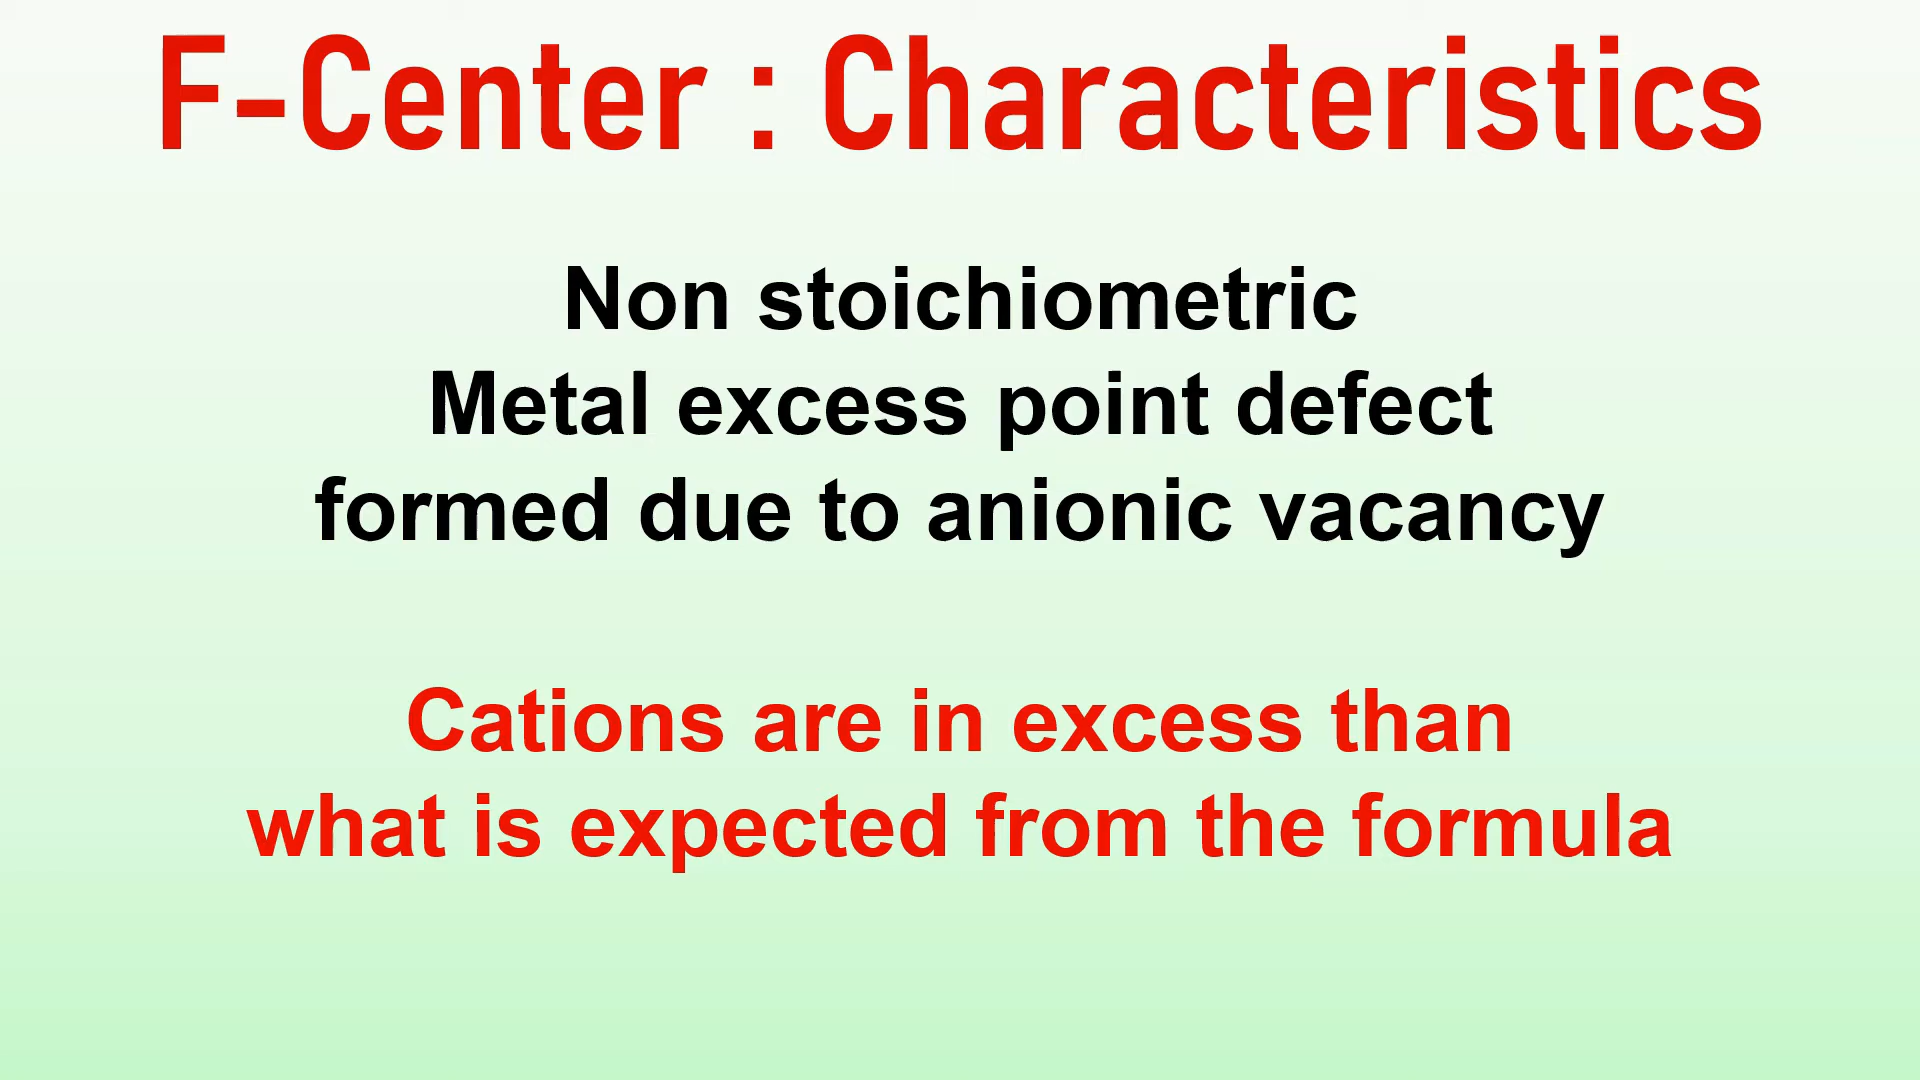 F-Center : Characteristics
Non stoichiometric
Metal excess point defect
formed due to anionic vacancy
Cations are in excess than
what is expected from the formula